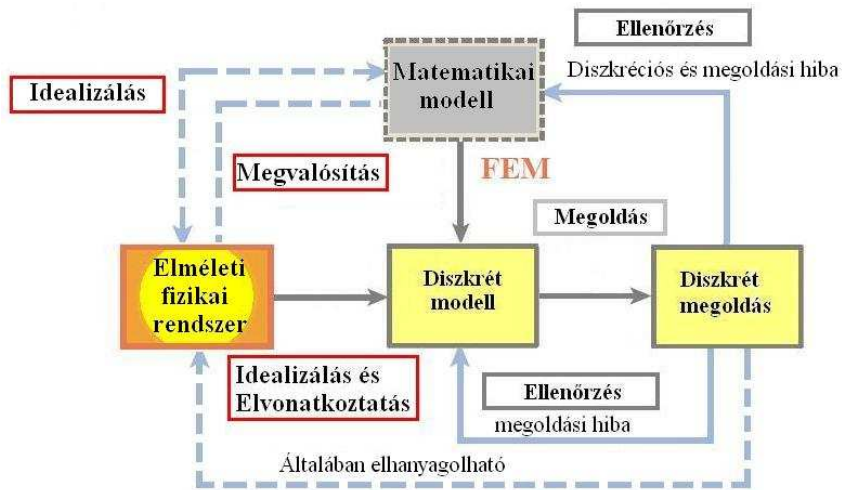 Ellenőrzés
Diszkréciós és megoldási hiba
Matematikai
modell
Idealizálás
Megvalósítás
FEM
Megoldás
Elméleti
fizikai
rendszer
Diszkrét
modell
Diszkrét
megoldás
Idealizálás és
Elvonatkoztatás
Ellenőrzés
megoldási hiba
Általában elhanyagolható